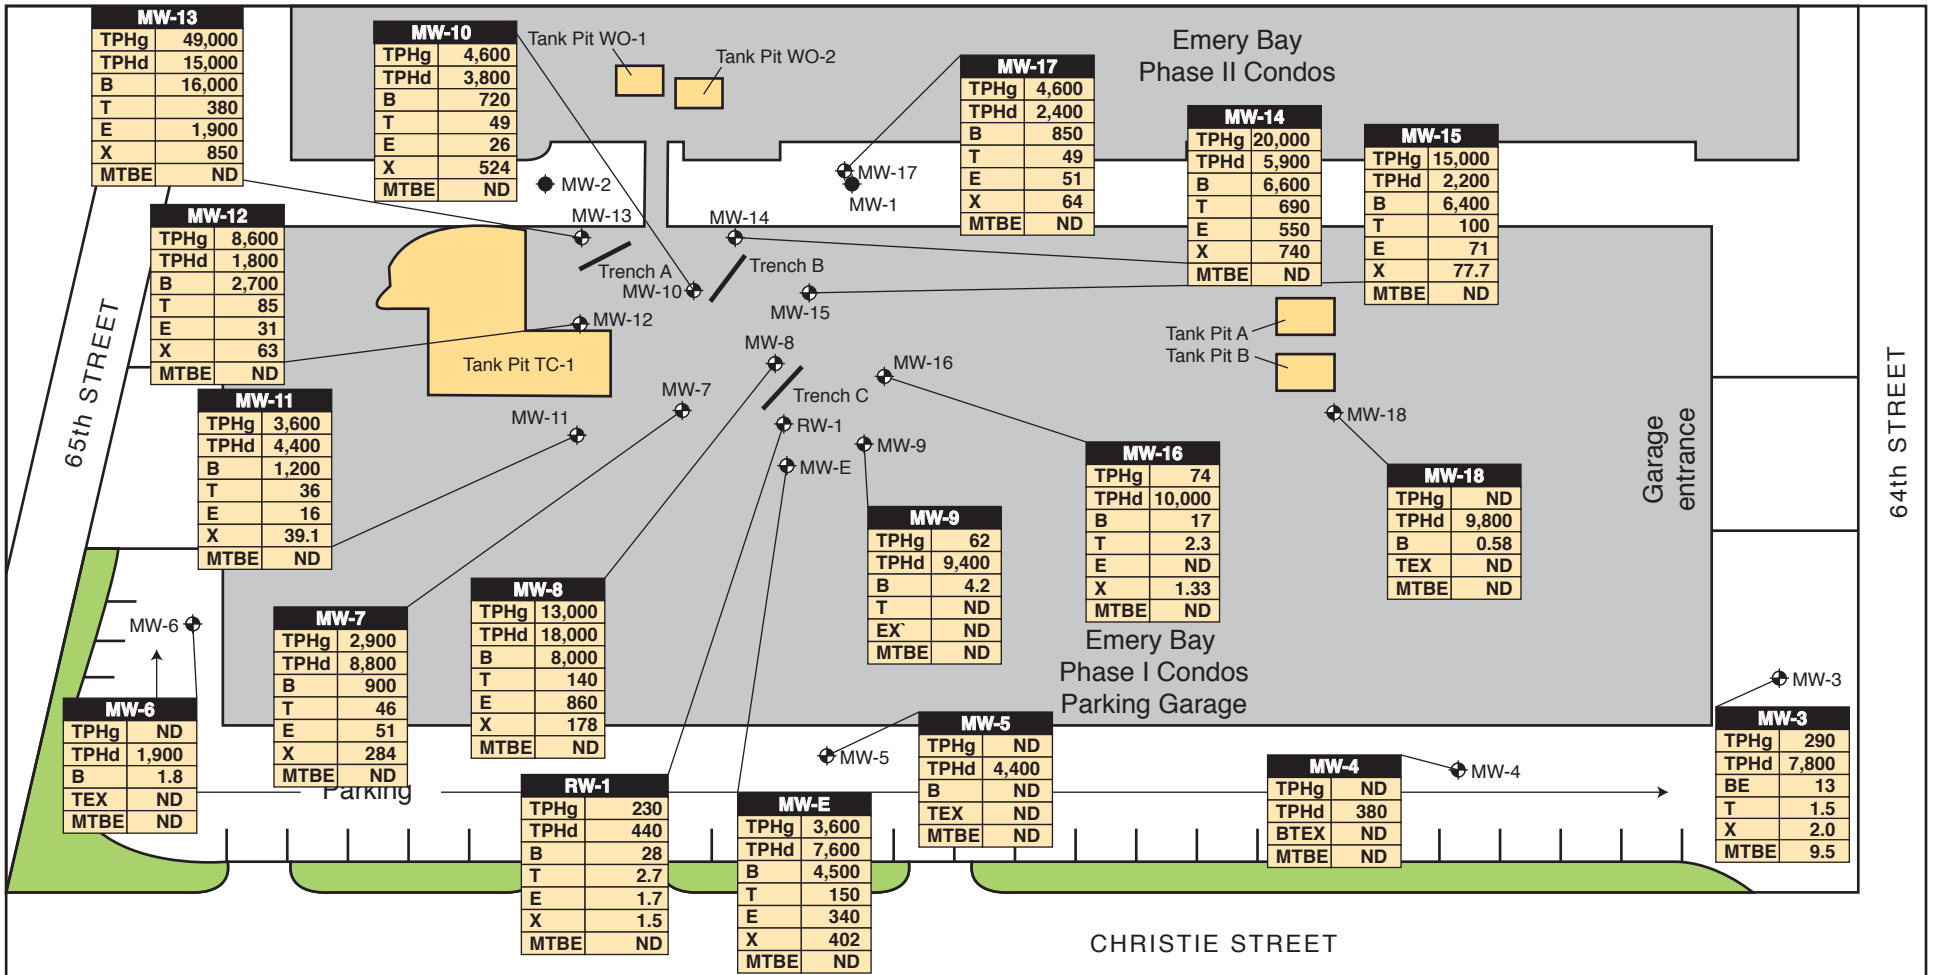 MW-13
TPHg 49,000
TPHd 15,000
B 16,000
T 380
E 1,900
X 850
MTBE ND
MW-10
TPHg 4,600
TPHd 3,800
B 720
T 49
E 26
X 524
MTBE ND
Tank Pit WO-1
Tank Pit WO-2
MW-17
TPHg 4,600
TPHd 2,400
B 850
T 49
E 51
X 64
MTBE ND
Emery Bay
Phase II Condos
MW-14
TPHg 20,000
TPHd 5,900
B 6,600
T 690
E 550
X 740
MTBE ND
MW-15
TPHg 15,000
TPHd 2,200
B 6,400
T 100
E 71
X 77.7
MTBE ND
MW-2
MW-17
MW-1
MW-13
MW-14
MW-12
TPHg 8,600
TPHd 1,800
B 2,700
T 85
E 31
X 63
MTBE ND
Trench A
Trench B
MW-10
MW-15
MW-12
Tank Pit TC-1
MW-8
MW-16
Trench C
MW-7
MW-11
RW-1
MW-9
MW-E
Tank Pit A
Tank Pit B
MW-18
65th STREET
64th STREET
Garage
entrance
MW-11
TPHg 3,600
TPHd 4,400
B 1,200
T 36
E 16
X 39.1
MTBE ND
MW-16
TPHg 74
TPHd 10,000
B 17
T 2.3
E ND
X 1.33
MTBE ND
MW-18
TPHg ND
TPHd 9,800
B 0.58
TEX ND
MTBE ND
MW-9
TPHg 62
TPHd 9,400
B 4.2
T ND
EX` ND
MTBE ND
MW-8
TPHg 13,000
TPHd 18,000
B 8,000
T 140
E 860
X 178
MTBE ND
MW-7
TPHg 2,900
TPHd 8,800
B 900
T 46
E 51
X 284
MTBE ND
MW-6
Emery Bay
Phase I Condos
Parking Garage
MW-3
MW-6
TPHg ND
TPHd 1,900
B 1.8
TEX ND
MTBE ND
Parking
MW-5
MW-5
TPHg ND
TPHd 4,400
B ND
TEX ND
MTBE ND
MW-4
TPHg ND
TPHd 380
BTEX ND
MTBE ND
MW-4
MW-3
TPHg 290
TPHd 7,800
BE 13
T 1.5
X 2.0
MTBE 9.5
RW-1
TPHg 230
TPHd 440
B 28
T 2.7
E 1.7
X 1.5
MTBE ND
MW-E
TPHg 3,600
TPHd 7,600
B 4,500
T 150
E 340
X 402
MTBE ND
CHRISTIE STREET